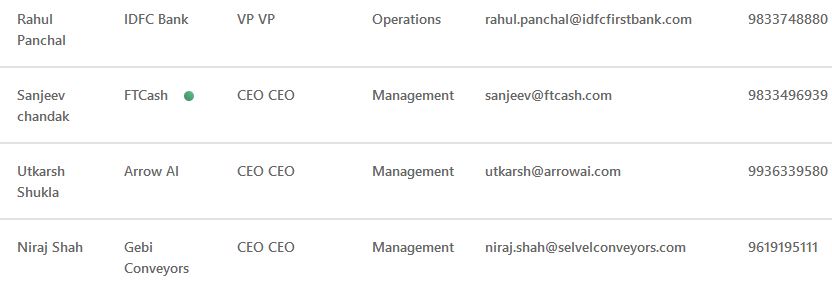 Rahul Panchal IDFC Bank VP VP Operations rahul.panchal@idfcfirstbank.com 9833748880
Sanjeev chandak FTCash CEO CEO Management sanjeev@ftcash.com 9833496939
Utkarsh Shukla Arrow AI CEO CEO Management utkarsh@arrowai.com 9936339580
Niraj Shah Gebi Conveyors CEO CEO Management niraj.shah@selvelconveyors.com 9619195111